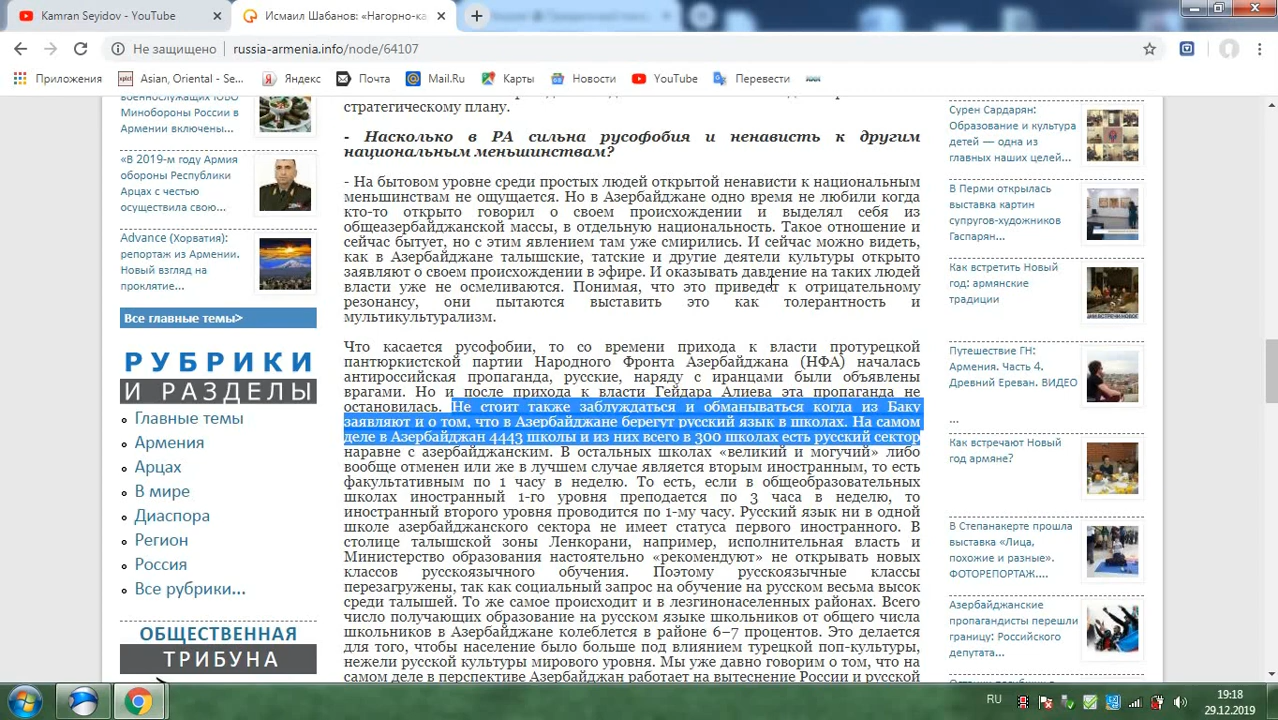 Kamran Seyidov - YouTube
Исмаил Шабанов: «Нагорно-ка
Не защищено
russia-armenia.info/node/64107
Приложения
Asian, Oriental - Se...
Яндекс
Почта
Mail.Ru
Карты
Новости
YouTube
Перевести
военнослужащих ЮВО
Минобороны России в
Армении включены...
«В 2019-м году Армия
обороны Республики
Арцах с честью
осуществила свою...
Advance (Хорватия):
репортаж из Армении.
Новый взгляд на
проклятие...
Все главные темы>
РУБРИКИ
И РАЗДЕЛЫ
Главные темы
Армения
Арцах
В мире
Диаспора
Регион
Россия
Все рубрики...
ОБЩЕСТВЕННАЯ
ТРИБУНА
стратегическому плану.
- Насколько в РА сильна русофобия и ненависть к другим
национальным меньшинствам?
- На бытовом уровне среди простых людей открытой ненависти к национальным
меньшинствам не ощущается. Но в Азербайджане одно время не любили когда
кто-то открыто говорил о своем происхождении и выделял себя из
общеазербайджанской массы, в отдельную национальность. Такое отношение и
сейчас бытует, но с этим явлением там уже смирились. И сейчас можно видеть,
как в Азербайджане талышские, татские и другие деятели культуры открыто
заявляют о своем происхождении в эфире. И оказывать давление на таких людей
власти уже не осмеливаются. Понимая, что это приведет к отрицательному
резонансу, они пытаются выставить это как толерантность и
мультикультурализм.
Что касается русофобии, то со времени прихода к власти протурецкой
пантюркистской партии Народного Фронта Азербайджана (НФА) началась
антироссийская пропаганда, русские, наряду с иранцами были объявлены
врагами. Но и после прихода к власти Гейдара Алиева эта пропаганда не
остановилась. Не стоит также заблуждаться и обманываться когда из Баку
заявляют и о том, что в Азербайджане берегут русский язык в школах. На самом
деле в Азербайджан 4443 школы и из них всего в 300 школах есть русский сектор
наряду с азербайджанским. В остальных школах «великий и могучий» либо
вообще отменен или же в лучшем случае является вторым иностранным, то есть
факультативным по 1 часу в неделю. То есть, если в общеобразовательных
школах иностранный 1-го уровня преподается по 3 часа в неделю, то
иностранный второго уровня проводится по 1-му часу. Русский язык ни в одной
школе азербайджанского сектора не имеет статуса первого иностранного. В
столице талышской зоны Ленкорани, например, исполнительная власть и
Министерство образования настоятельно «рекомендуют» не открывать новых
классов русскоязычного обучения. Поэтому русскоязычные классы
перезагружены, так как социальный запрос на обучение на русском весьма высок
среди талышей. То же самое происходит и в лезгинонаселенных районах. Всего
число получающих образование на русском языке школьников от общего числа
школьников в Азербайджане колеблется в районе 6–7 процентов. Это делается
для того, чтобы население было больше под влиянием турецкой поп-культуры,
нежели русской культуры мирового уровня. Мы уже давно говорим о том, что на
самом деле в перспективе Азербайджан работает на вытеснение России и русской
Сурен Сардарян:
Образование и культура
детей — одна из
главных наших целей...
В Перми открылась
выставка картин
супругов-художников
Гаспарян...
Как встретить Новый
год: армянские
традиции
Путешествие ГН:
Армения. Часть 4.
Древний Ереван. ВИДЕО
...
Как встречают Новый
год армяне?
В Степанакерте прошла
выставка «Лица,
похожие и разные».
ФОТОРЕПОРТАЖ....
Азербайджанские
пропагандисты перешли
границу: Российского
депутата...
RU
19:18
29.12.2019